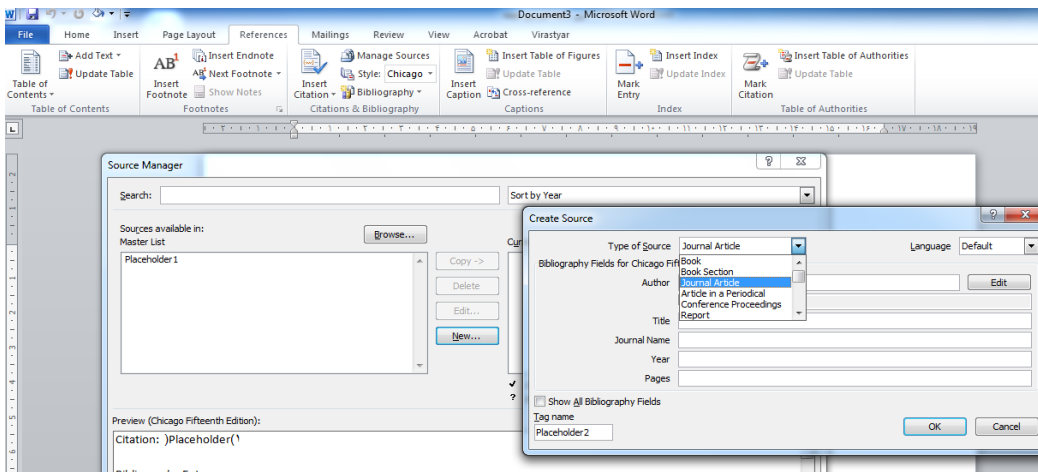 Document3 - Microsoft Word
File Home Insert Page Layout References Mailings Review View Acrobat Virastyar
Table of Contents
Add Text
Update Table
Table of Contents
AB¹
Insert Footnote
Insert Endnote
AB¹ Next Footnote
Show Notes
Footnotes
Insert Citation
Manage Sources
Style: Chicago
Bibliography
Citations & Bibliography
Insert Caption
Insert Table of Figures
Update Table
Cross-reference
Captions
Mark Entry
Insert Index
Update Index
Index
Mark Citation
Insert Table of Authorities
Update Table
Table of Authorities
Source Manager
Search:
Sort by Year
Sources available in:
Master List
Browse...
Placeholder1
Copy ->
Delete
Edit...
New...
Preview (Chicago Fifteenth Edition):
Citation: )Placeholder(۱
Create Source
Type of Source Journal Article
Language Default
Bibliography Fields for Chicago
Book
Book Section
Journal Article
Article in a Periodical
Conference Proceedings
Report
Author
Edit
Title
Journal Name
Year
Pages
Show All Bibliography Fields
Tag name
Placeholder2
OK Cancel